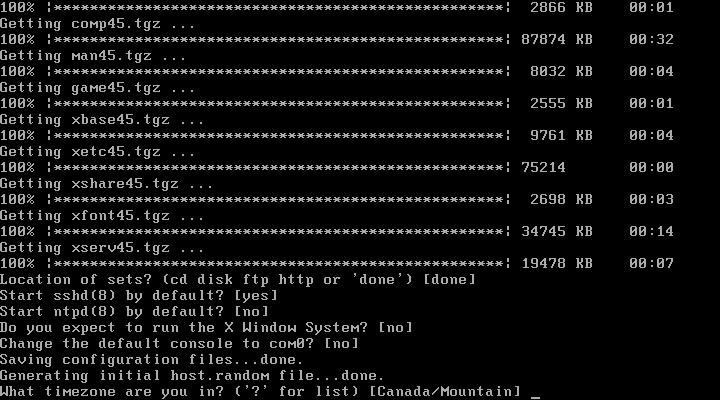 100% |**************************************************| 2866 KB 00:01
Getting comp45.tgz ...
100% |**************************************************| 87874 KB 00:32
Getting man45.tgz ...
100% |**************************************************| 8032 KB 00:04
Getting game45.tgz ...
100% |**************************************************| 2555 KB 00:01
Getting xbase45.tgz ...
100% |**************************************************| 9761 KB 00:04
Getting xetc45.tgz ...
100% |**************************************************| 75214 00:00
Getting xshare45.tgz ...
100% |**************************************************| 2698 KB 00:03
Getting xfont45.tgz ...
100% |**************************************************| 34745 KB 00:14
Getting xserv45.tgz ...
100% |**************************************************| 19478 KB 00:07
Location of sets? (cd disk ftp http or 'done') [done]
Start sshd(8) by default? [yes]
Start ntpd(8) by default? [no]
Do you expect to run the X Window System? [no]
Change the default console to com0? [no]
Saving configuration files...done.
Generating initial host.random file...done.
What timezone are you in? ('?' for list) [Canada/Mountain] _